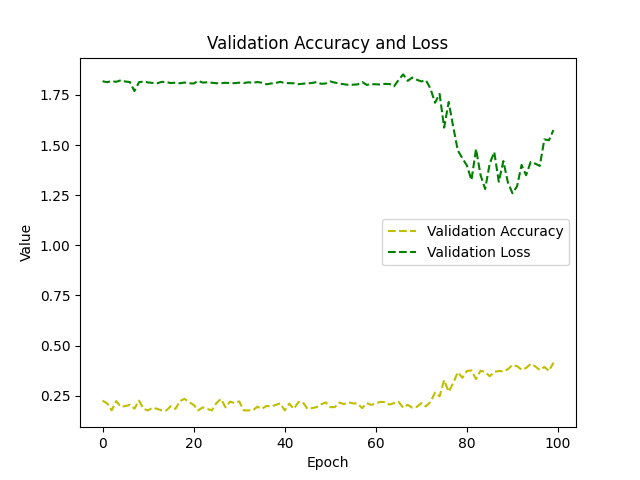 Validation Accuracy and Loss
1.75
1.50
1.25
1.00
0.75
0.50
0.25
Value
Validation Accuracy
Validation Loss
0 20 40 60 80 100
Epoch